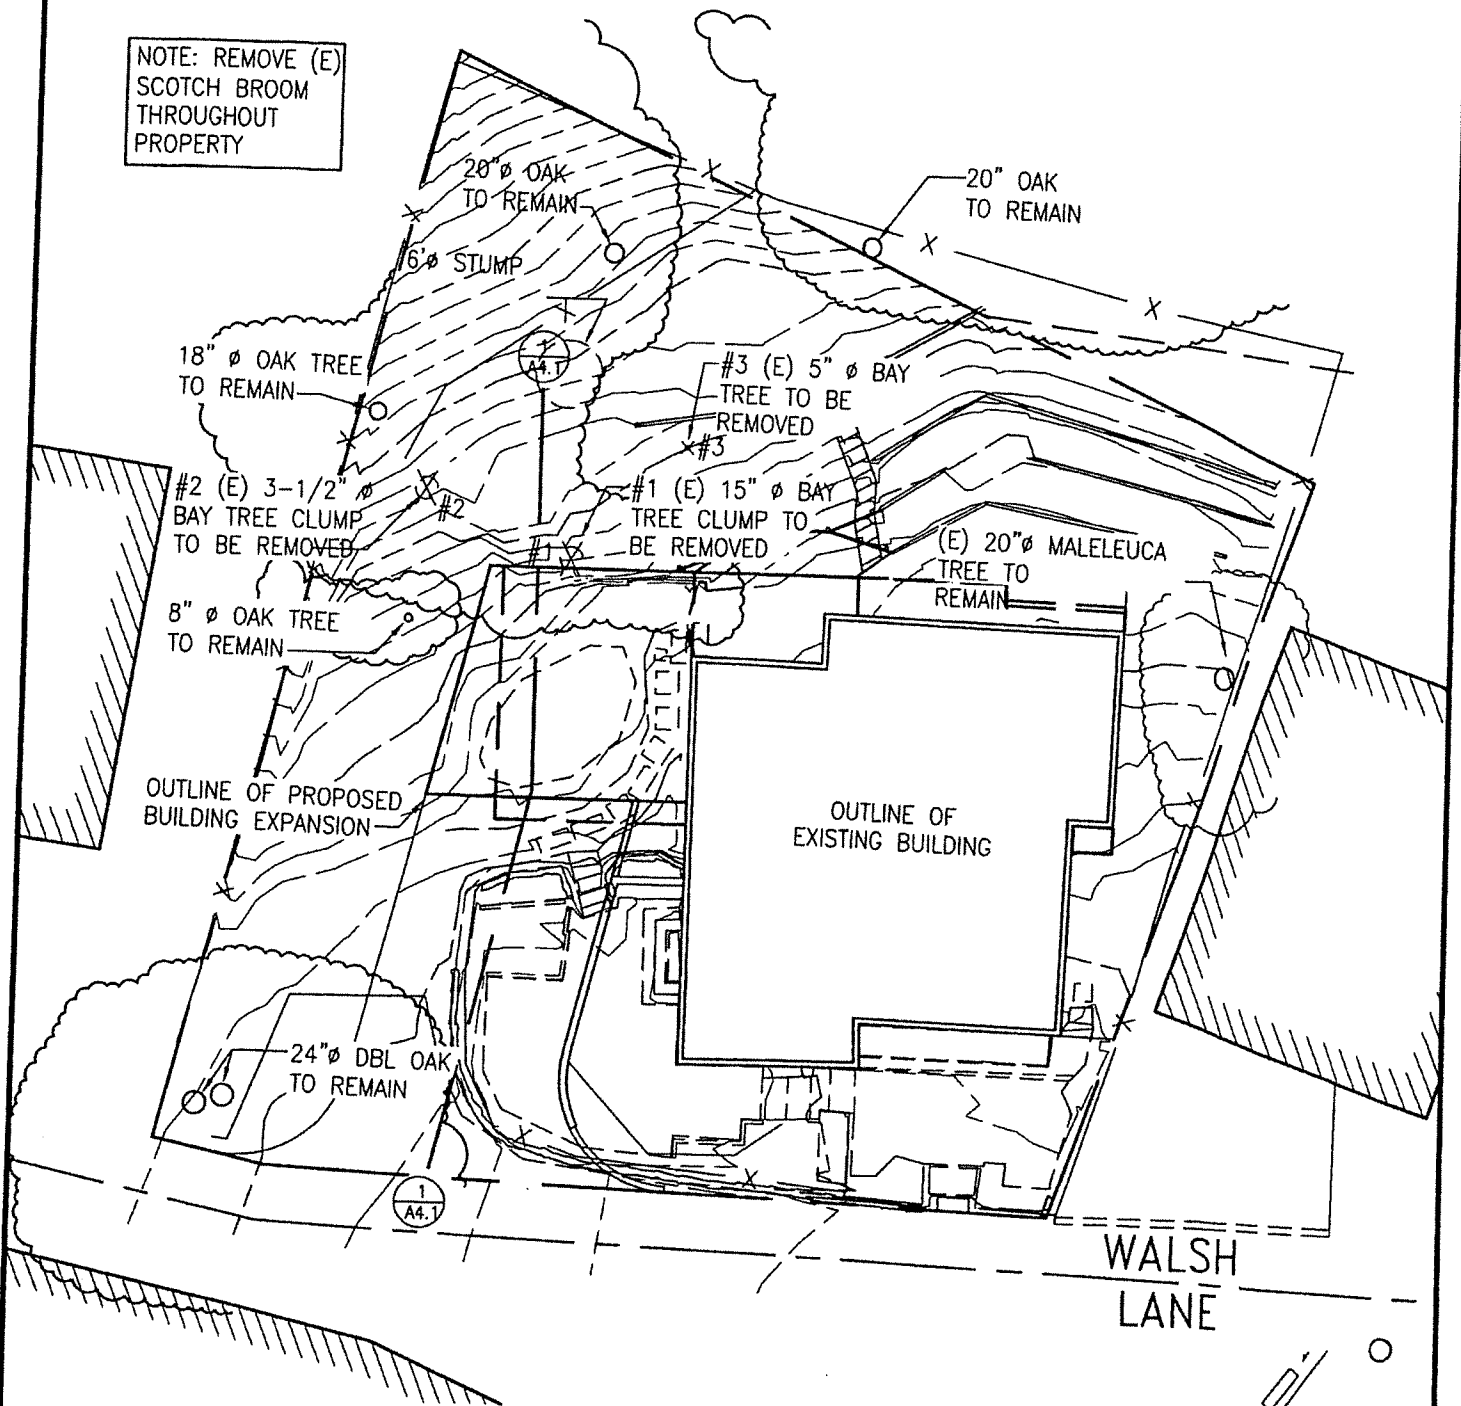 NOTE: REMOVE (E)
SCOTCH BROOM
THROUGHOUT
PROPERTY
20"ø OAK
TO REMAIN
20" OAK
TO REMAIN
6'ø STUMP
18" ø OAK TREE
TO REMAIN
1
A4.1
#3 (E) 5" ø BAY
TREE TO BE
REMOVED
#3
#2 (E) 3-1/2" ø
BAY TREE CLUMP
TO BE REMOVED
#2
#1 (E) 15" ø BAY
TREE CLUMP TO
BE REMOVED
#1
(E) 20"ø MALELEUCA
TREE TO
REMAIN
8" ø OAK TREE
TO REMAIN
OUTLINE OF PROPOSED
BUILDING EXPANSION
OUTLINE OF
EXISTING BUILDING
24"ø DBL OAK
TO REMAIN
1
A4.1
WALSH
LANE